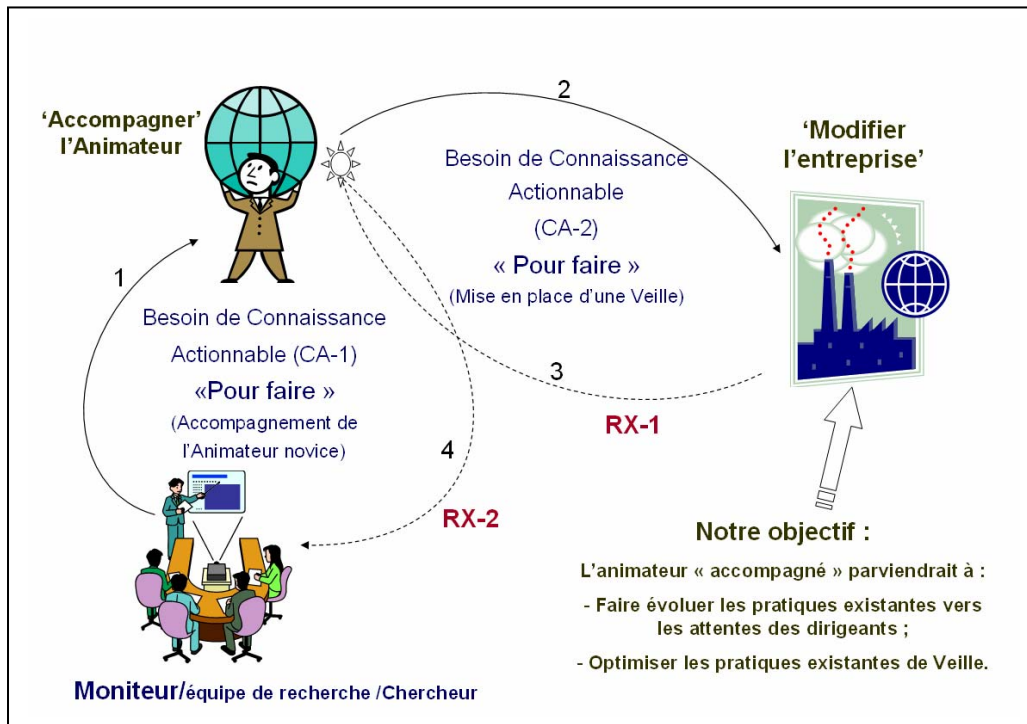 ‘Accompagner’
l’Animateur
2
‘Modifier
l’entreprise’
Besoin de Connaissance
Actionnable
(CA-2)
« Pour faire »
(Mise en place d’une Veille)
1
Besoin de Connaissance
Actionnable (CA-1)
«Pour faire »
(Accompagnement de
l’Animateur novice)
3
RX-1
4
RX-2
Notre objectif :
L’animateur « accompagné » parviendrait à :
- Faire évoluer les pratiques existantes vers
les attentes des dirigeants ;
- Optimiser les pratiques existantes de Veille.
Moniteur/équipe de recherche /Chercheur